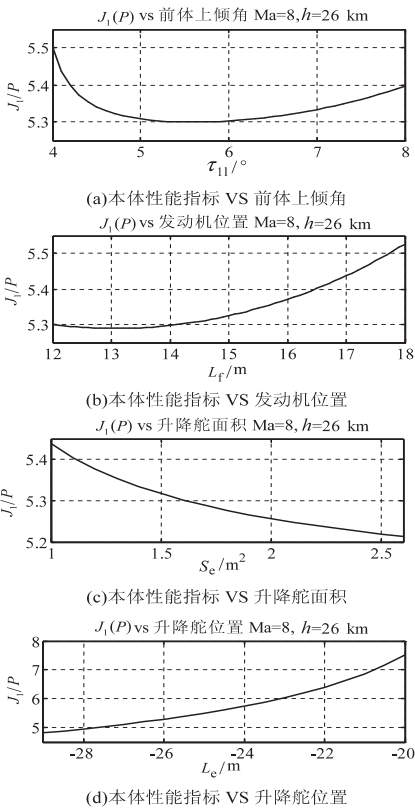 J₁(P) vs 前体上倾角 Ma=8,h=26 km
5.5
5.4
5.3
J₁/P
4 5 6 7 8
τ₁₁/°
(a)本体性能指标 VS 前体上倾角
J₁(P) vs 发动机位置 Ma=8, h=26 km
5.5
5.4
5.3
J₁/P
12 13 14 15 16 17 18
L_f/m
(b)本体性能指标 VS 发动机位置
J₁(P) vs 升降舵面积 Ma=8, h=26 km
5.4
5.3
5.2
J₁/P
1 1.5 2 2.5
Sₑ/m²
(c)本体性能指标 VS 升降舵面积
J₁(P) vs 升降舵位置 Ma=8, h=26 km
8
7
6
5
J₁/P
-28 -26 -24 -22 -20
Lₑ/m
(d)本体性能指标 VS 升降舵位置